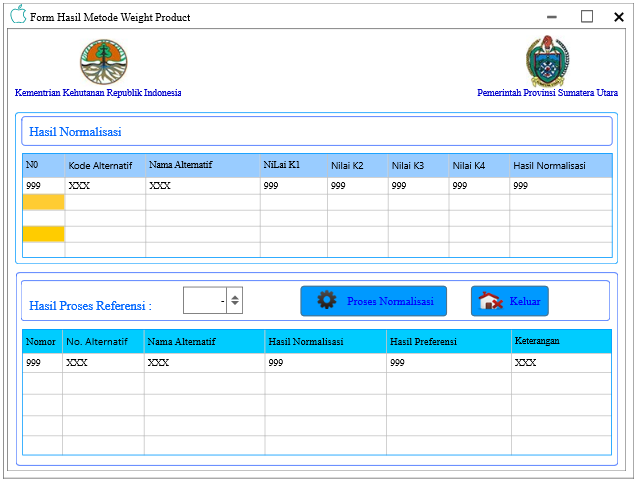 Form Hasil Metode Weight Product
Kementrian Kehutanan Republik Indonesia
Pemerintah Provinsi Sumatera Utara
Hasil Normalisasi
N0 Kode Alternatif Nama Alternatif NiLai K1 Nilai K2 Nilai K3 Nilai K4 Hasil Normalisasi
999 XXX XXX 999 999 999 999 999
Hasil Proses Referensi : - Proses Normalisasi Keluar
Nomor No. Alternatif Nama Alternatif Hasil Normalisasi Hasil Preferensi Keterangan
999 XXX XXX 999 999 XXX